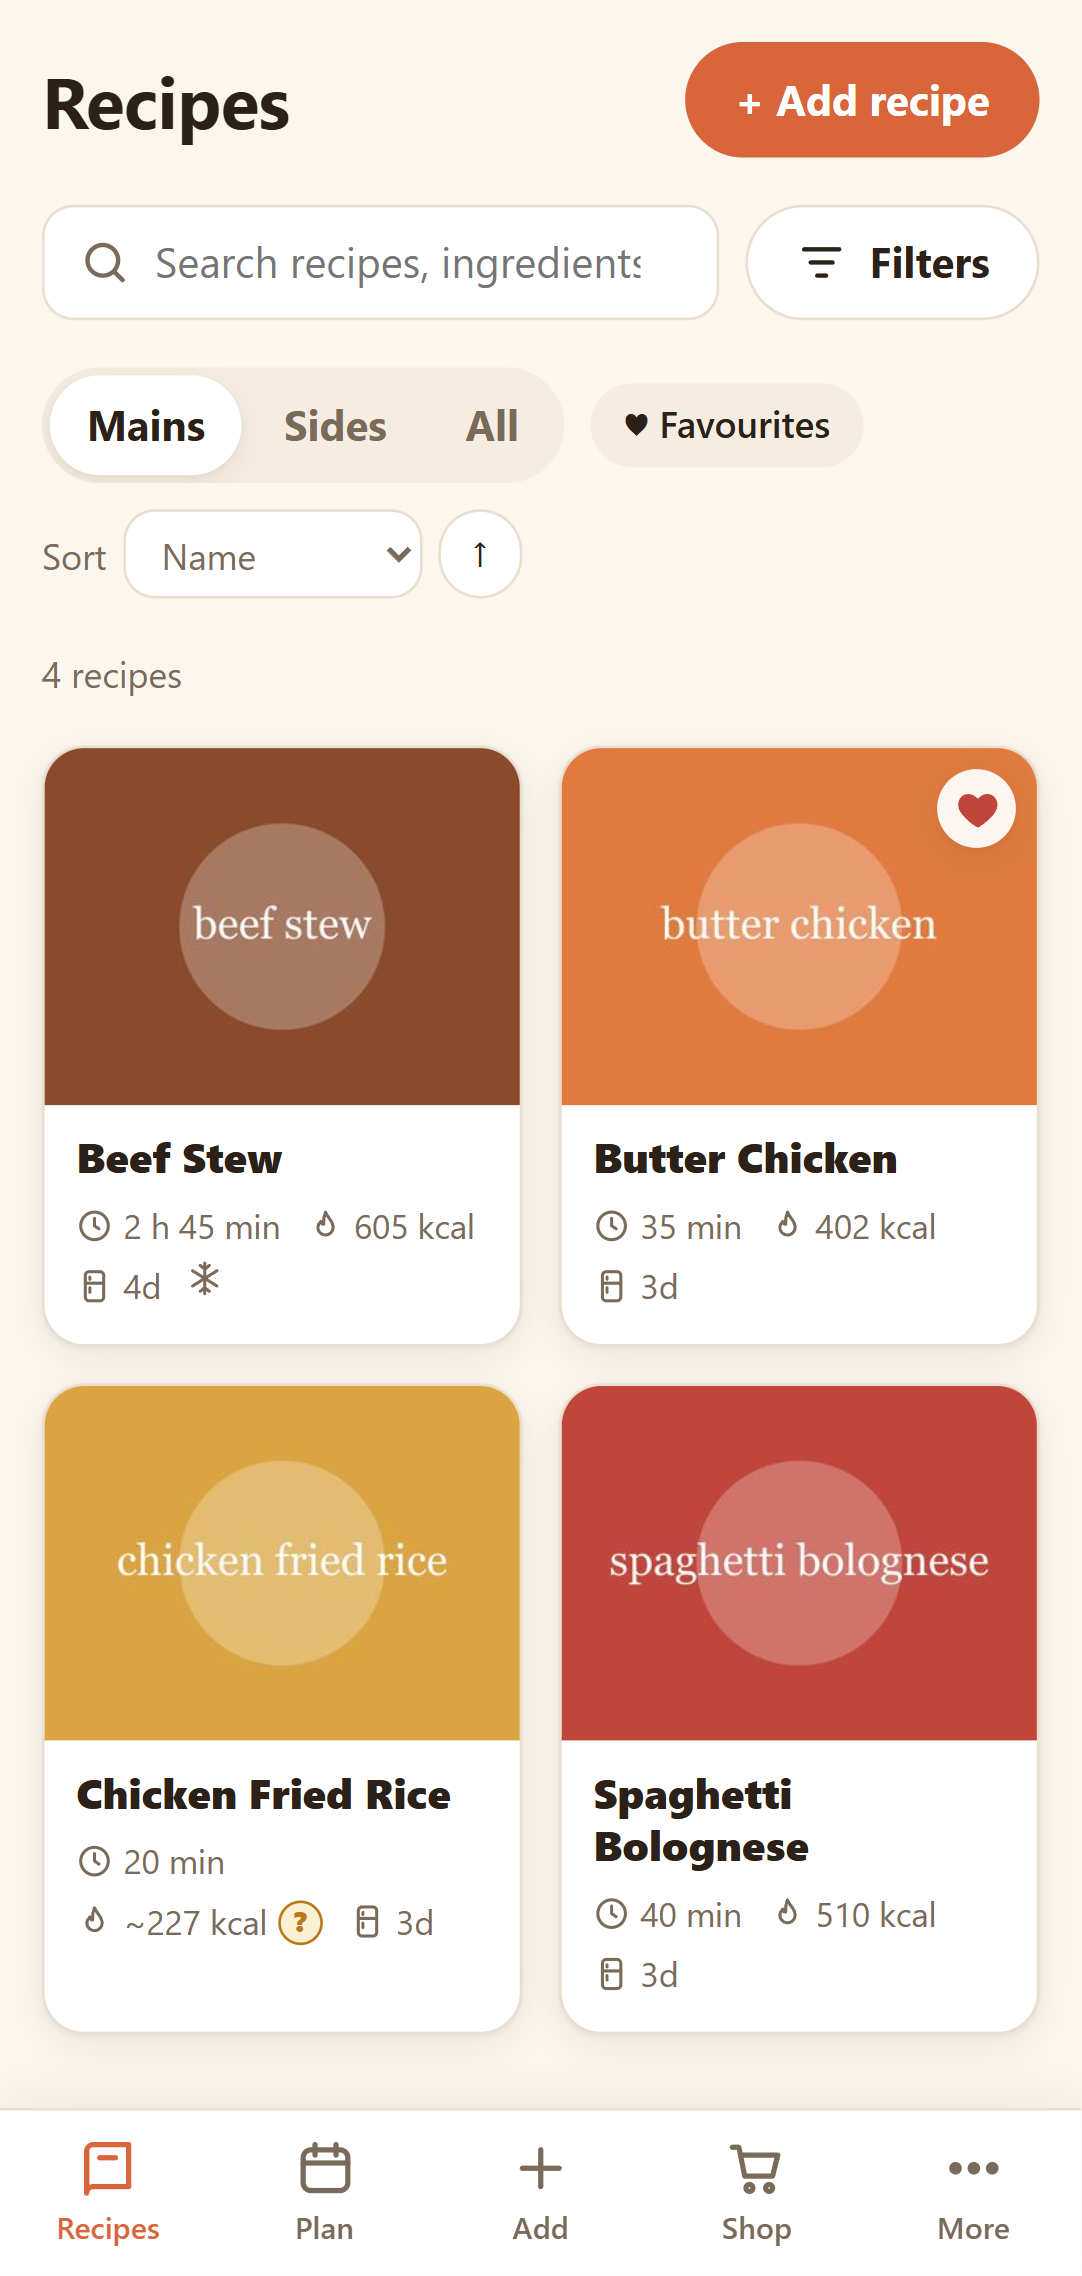 Recipes
+ Add recipe
Search recipes, ingredients
Filters
Mains
Sides
All
♥ Favourites
Sort
Name
↑
4 recipes
beef stew
Beef Stew
2 h 45 min
605 kcal
4d
butter chicken
Butter Chicken
35 min
402 kcal
3d
chicken fried rice
Chicken Fried Rice
20 min
~227 kcal ?
3d
spaghetti bolognese
Spaghetti
Bolognese
40 min
510 kcal
3d
Recipes
Plan
Add
Shop
More